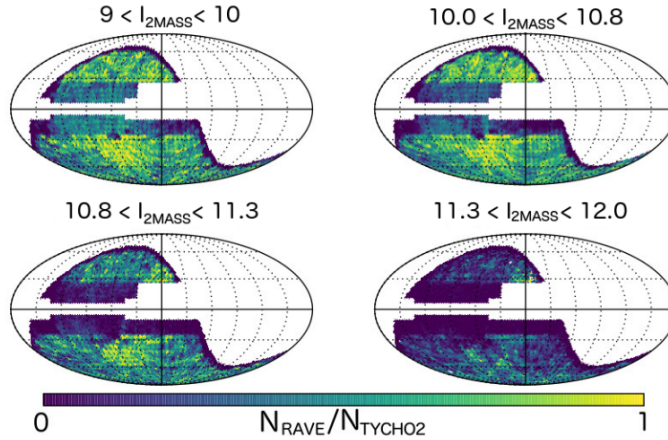 9 < I2MASS< 10
10.0 < I2MASS< 10.8
10.8 < I2MASS< 11.3
11.3 < I2MASS< 12.0
0
NRAVE/NTYCHO2
1